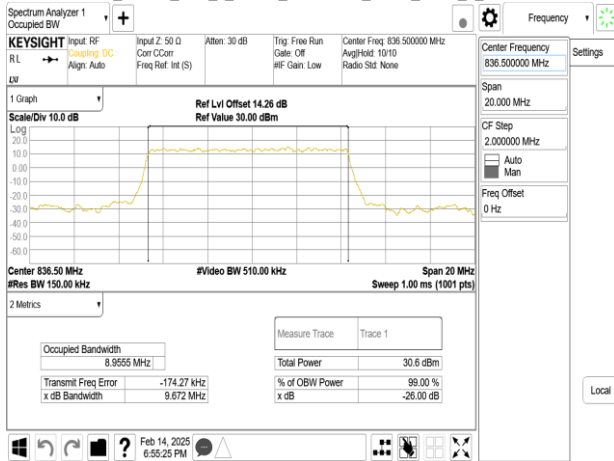 Spectrum Analyzer 1
Occupied BW
+
Frequency
KEYSIGHT
RL
Input: RF
Coupling: DC
Align: Auto
Input Z: 50 Ω
Corr CCorr
Freq Ref: Int (S)
Atten: 30 dB
Trig: Free Run
Gate: Off
#IF Gain: Low
Center Freq: 836.500000 MHz
Avg|Hold: 10/10
Radio Std: None
LXI
Center Frequency
836.500000 MHz
Settings
Span
20.000 MHz
CF Step
2.000000 MHz
Auto
Man
Freq Offset
0 Hz
Local
1 Graph
Scale/Div 10.0 dB
Ref Lvl Offset 14.26 dB
Ref Value 30.00 dBm
Log
20.0
10.0
0.00
-10.0
-20.0
-30.0
-40.0
-50.0
-60.0
Center 836.50 MHz
#Video BW 510.00 kHz
Span 20 MHz
#Res BW 150.00 kHz
Sweep 1.00 ms (1001 pts)
2 Metrics
Measure Trace
Trace 1
Occupied Bandwidth
8.9555 MHz
Total Power
30.6 dBm
Transmit Freq Error
-174.27 kHz
% of OBW Power
99.00 %
x dB Bandwidth
9.672 MHz
x dB
-26.00 dB
?
Feb 14, 2025
6:55:25 PM